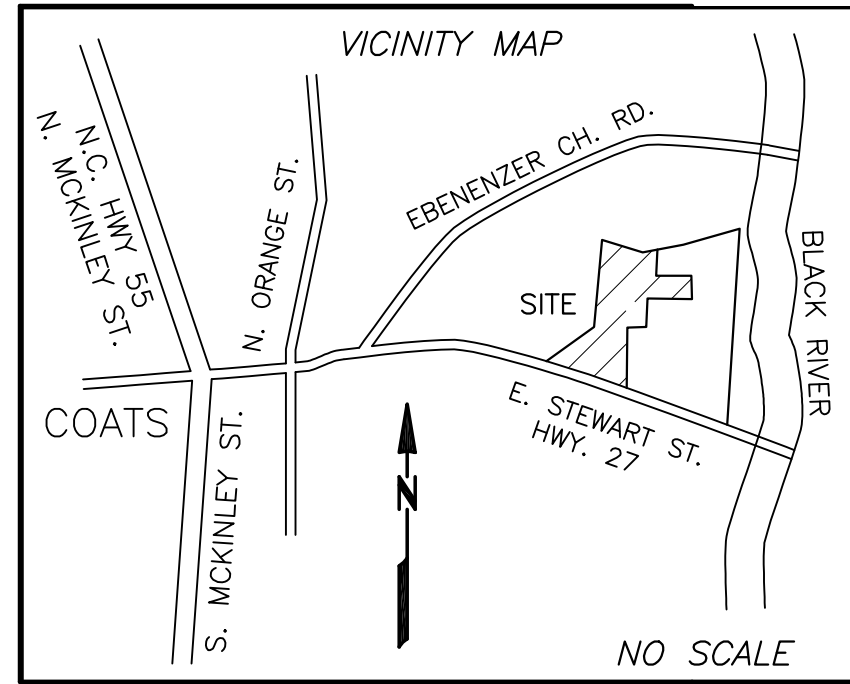 VICINITY MAP
N.C. HWY 55
N. MCKINLEY ST.
N. ORANGE ST.
EBENENZER CH. RD.
SITE
BLACK RIVER
COATS
E. STEWART ST.
HWY. 27
N
S. MCKINLEY ST.
NO SCALE